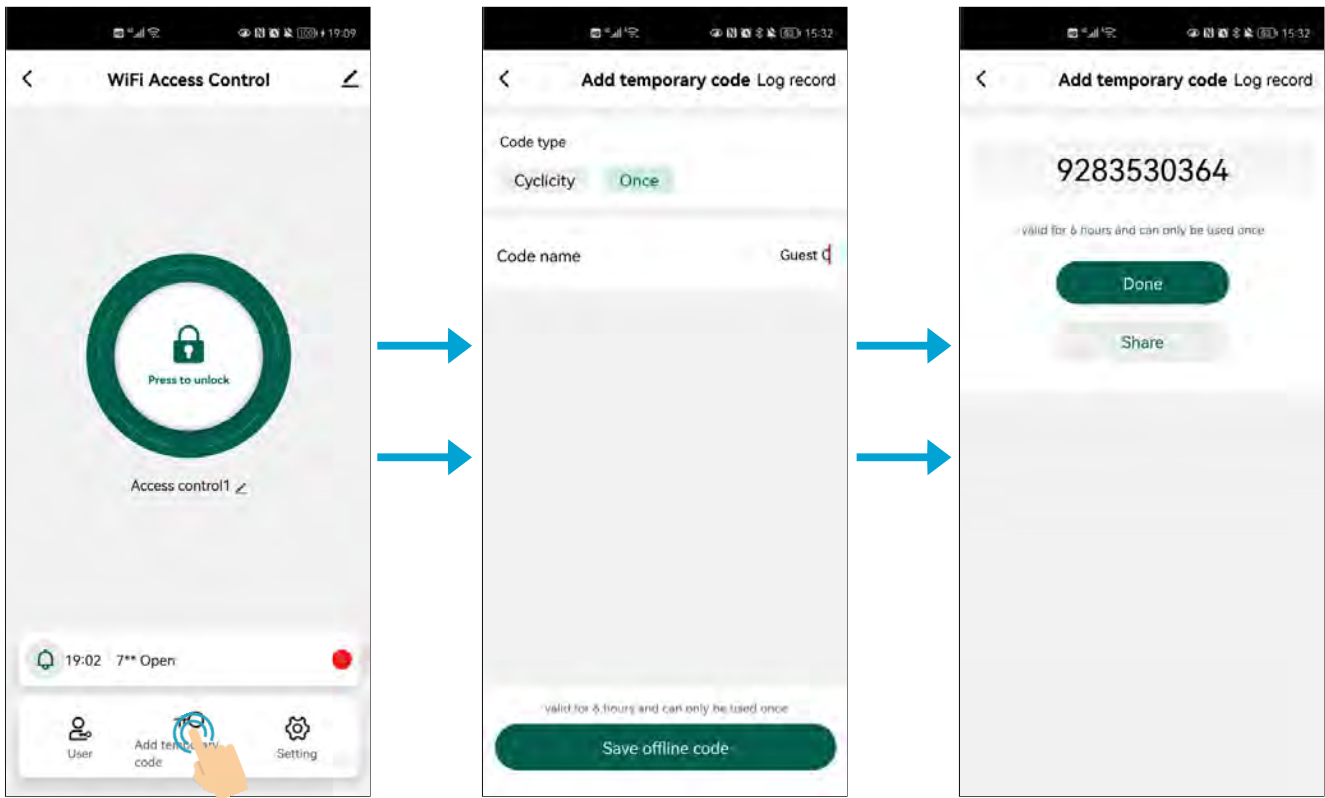 19:09
WiFi Access Control
Press to unlock
Access control1
19:02 7** Open
User
Add temporary
code
Setting
15:32
Add temporary code Log record
Code type
Cyclicity Once
Code name Guest C
valid for 6 hours and can only be used once
Save offline code
15:32
Add temporary code Log record
9283530364
valid for 6 hours and can only be used once
Done
Share